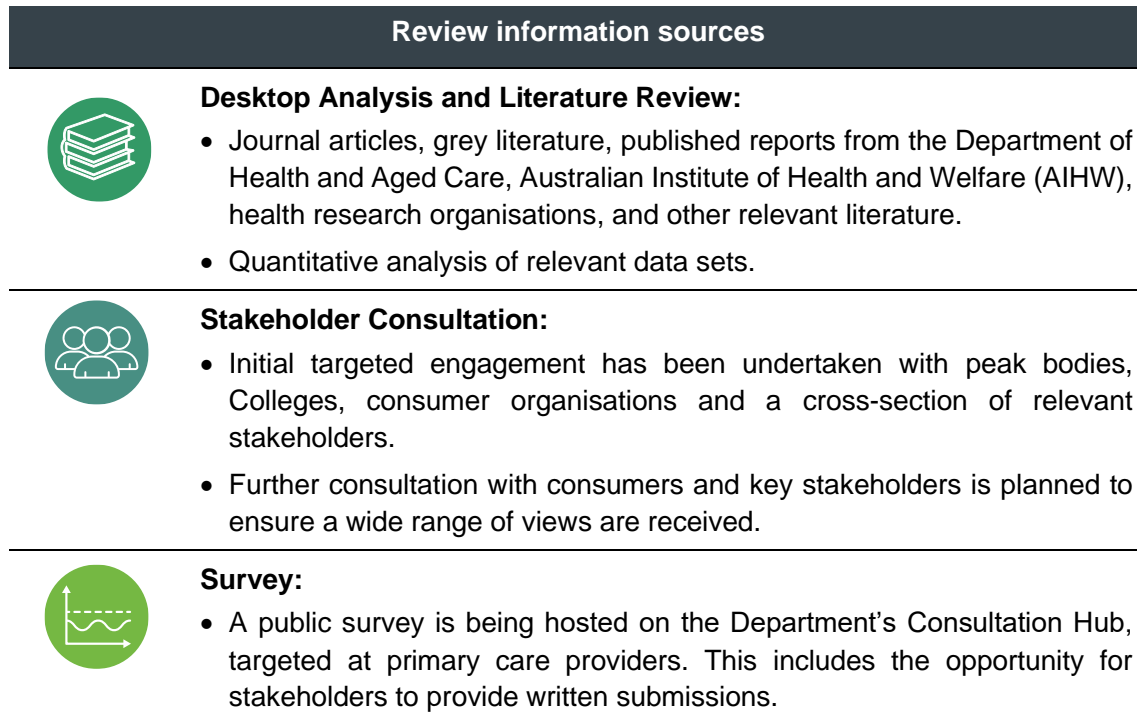 Review information sources
Desktop Analysis and Literature Review:
• Journal articles, grey literature, published reports from the Department of
Health and Aged Care, Australian Institute of Health and Welfare (AIHW),
health research organisations, and other relevant literature.
• Quantitative analysis of relevant data sets.
Stakeholder Consultation:
• Initial targeted engagement has been undertaken with peak bodies,
Colleges, consumer organisations and a cross-section of relevant
stakeholders.
• Further consultation with consumers and key stakeholders is planned to
ensure a wide range of views are received.
Survey:
• A public survey is being hosted on the Department’s Consultation Hub,
targeted at primary care providers. This includes the opportunity for
stakeholders to provide written submissions.